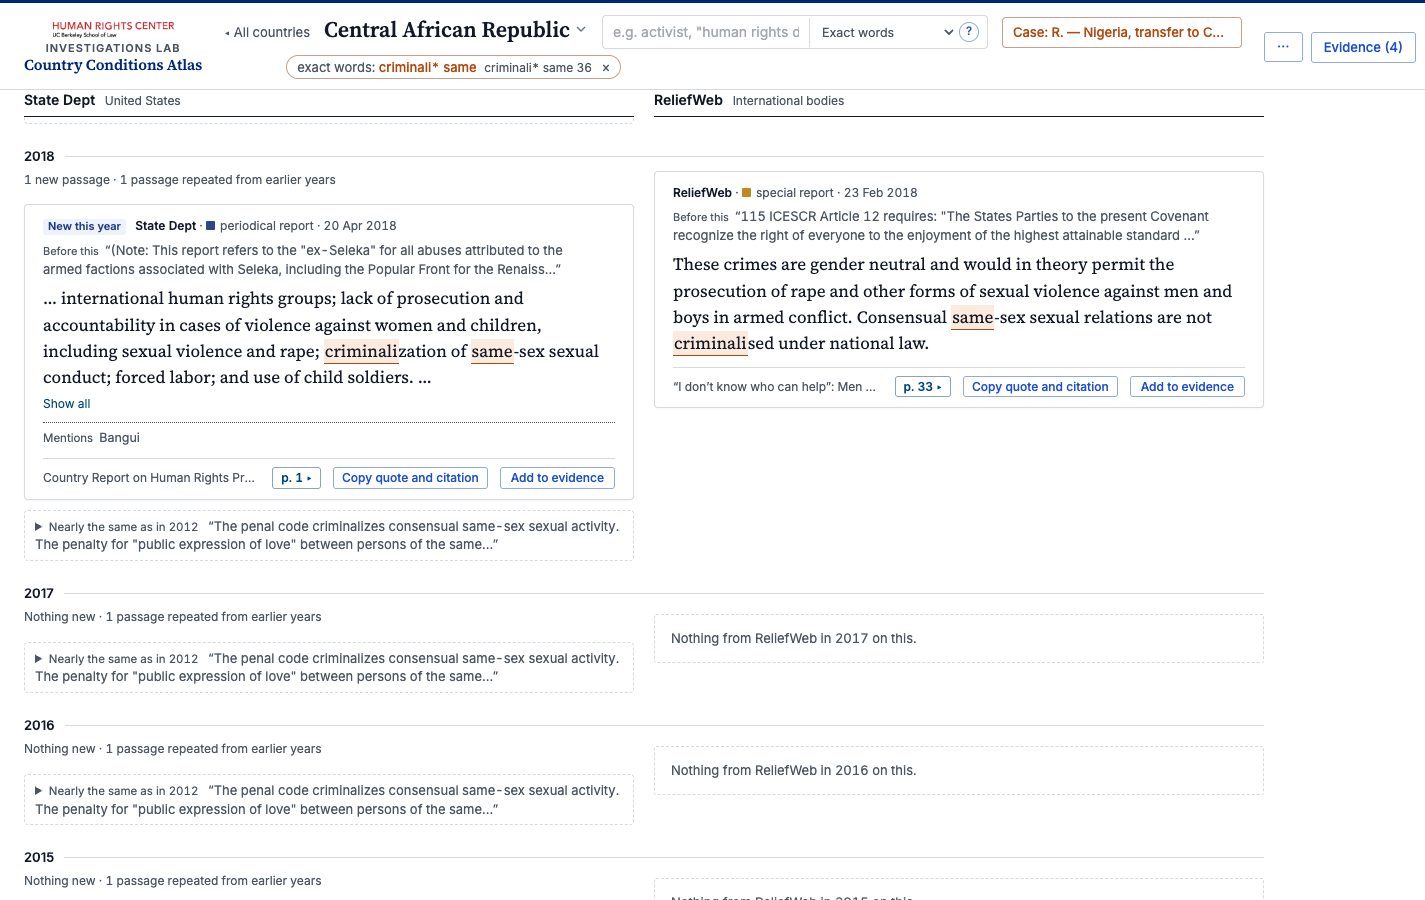 HUMAN RIGHTS CENTER
UC Berkeley School of Law
INVESTIGATIONS LAB
Country Conditions Atlas
◂ All countries
Central African Republic
e.g. activist, "human rights d
Exact words
?
Case: R. — Nigeria, transfer to C…
…
Evidence (4)
exact words: criminali* same criminali* same 36 ×
State Dept United States
ReliefWeb International bodies
2018
1 new passage · 1 passage repeated from earlier years
New this year State Dept · periodical report · 20 Apr 2018
Before this “(Note: This report refers to the "ex-Seleka" for all abuses attributed to the
armed factions associated with Seleka, including the Popular Front for the Renaiss…”
… international human rights groups; lack of prosecution and
accountability in cases of violence against women and children,
including sexual violence and rape; criminalization of same-sex sexual
conduct; forced labor; and use of child soldiers. …
Show all
Mentions Bangui
Country Report on Human Rights Pr…
p. 1 ▸
Copy quote and citation
Add to evidence
▶ Nearly the same as in 2012 “The penal code criminalizes consensual same-sex sexual activity.
The penalty for "public expression of love" between persons of the same…”
ReliefWeb · special report · 23 Feb 2018
Before this “115 ICESCR Article 12 requires: "The States Parties to the present Covenant
recognize the right of everyone to the enjoyment of the highest attainable standard …”
These crimes are gender neutral and would in theory permit the
prosecution of rape and other forms of sexual violence against men and
boys in armed conflict. Consensual same-sex sexual relations are not
criminalised under national law.
“I don’t know who can help”: Men …
p. 33 ▸
Copy quote and citation
Add to evidence
2017
Nothing new · 1 passage repeated from earlier years
▶ Nearly the same as in 2012 “The penal code criminalizes consensual same-sex sexual activity.
The penalty for "public expression of love" between persons of the same…”
Nothing from ReliefWeb in 2017 on this.
2016
Nothing new · 1 passage repeated from earlier years
▶ Nearly the same as in 2012 “The penal code criminalizes consensual same-sex sexual activity.
The penalty for "public expression of love" between persons of the same…”
Nothing from ReliefWeb in 2016 on this.
2015
Nothing new · 1 passage repeated from earlier years
Nothing from ReliefWeb in 2015 on this.